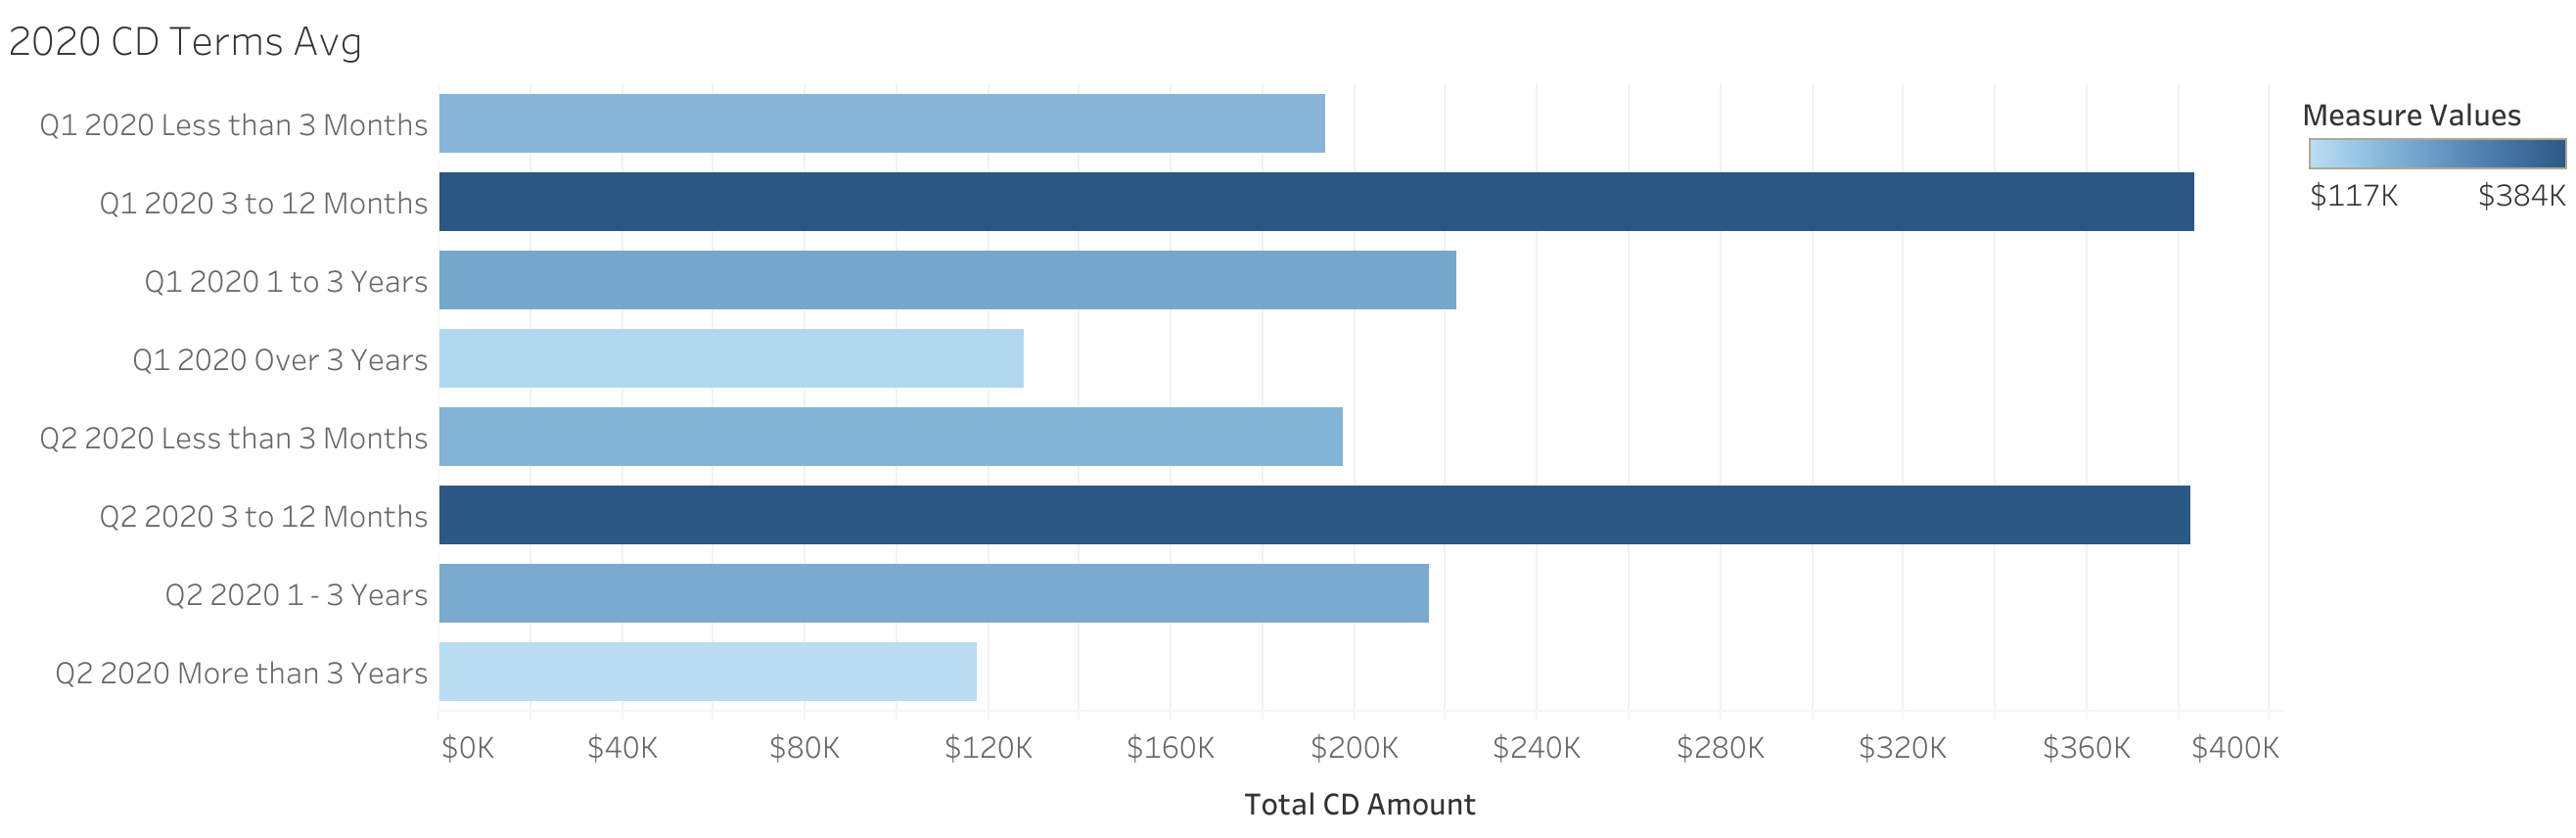 2020 CD Terms Avg
Q1 2020 Less than 3 Months
Q1 2020 3 to 12 Months
Q1 2020 1 to 3 Years
Q1 2020 Over 3 Years
Q2 2020 Less than 3 Months
Q2 2020 3 to 12 Months
Q2 2020 1 - 3 Years
Q2 2020 More than 3 Years
$0K $40K $80K $120K $160K $200K $240K $280K $320K $360K $400K
Total CD Amount
Measure Values
$117K $384K